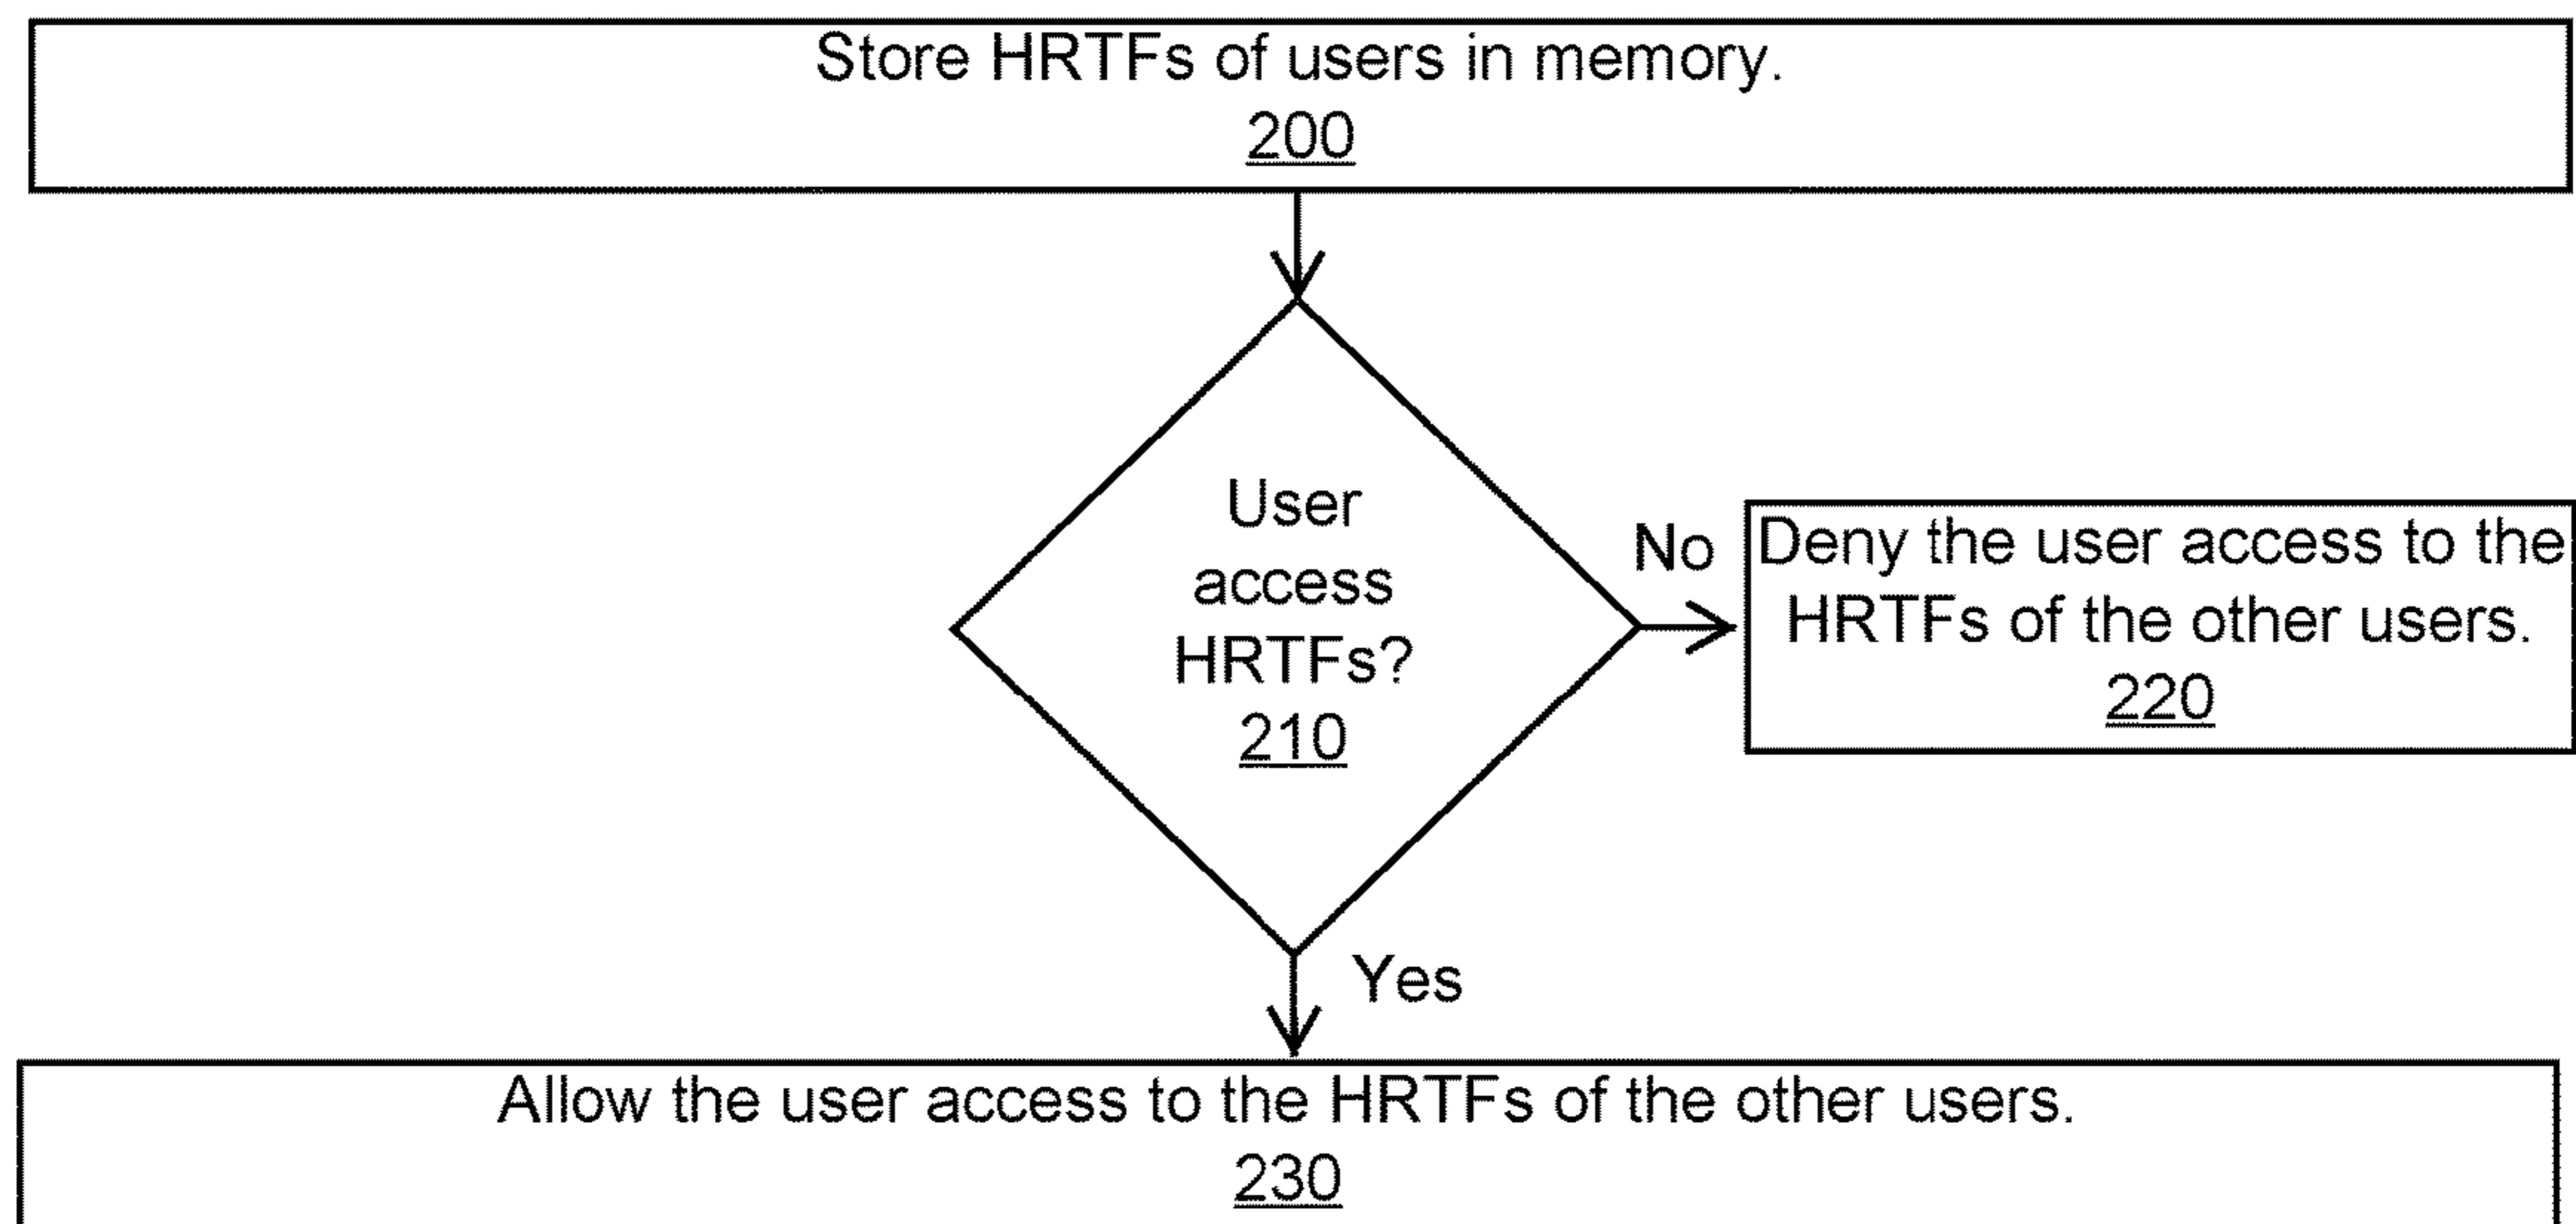 Store HRTFs of users in memory.
200
User
access
HRTFs?
210
No
Deny the user access to the
HRTFs of the other users.
220
Yes
Allow the user access to the HRTFs of the other users.
230